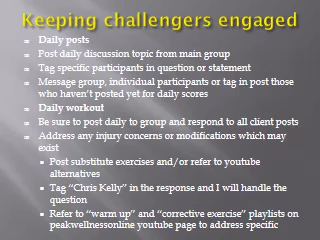 Keeping challengers engaged
Daily posts
Post daily discussion topic from main group
Tag specific participants in question or statement
Message group, individual participants or tag in post those
who haven't posted yet for daily scores
Daily workout
Be sure to post daily to group and respond to all client posts
Address any injury concerns or modifications which may
exist
Post substitute exercises and/or refer to youtube
alternatives
Tag "Chris Kelly" in the response and I will handle the
question
Refer to "warm up" and "corrective exercise" playlists on
peakwellnessonline youtube page to address specific